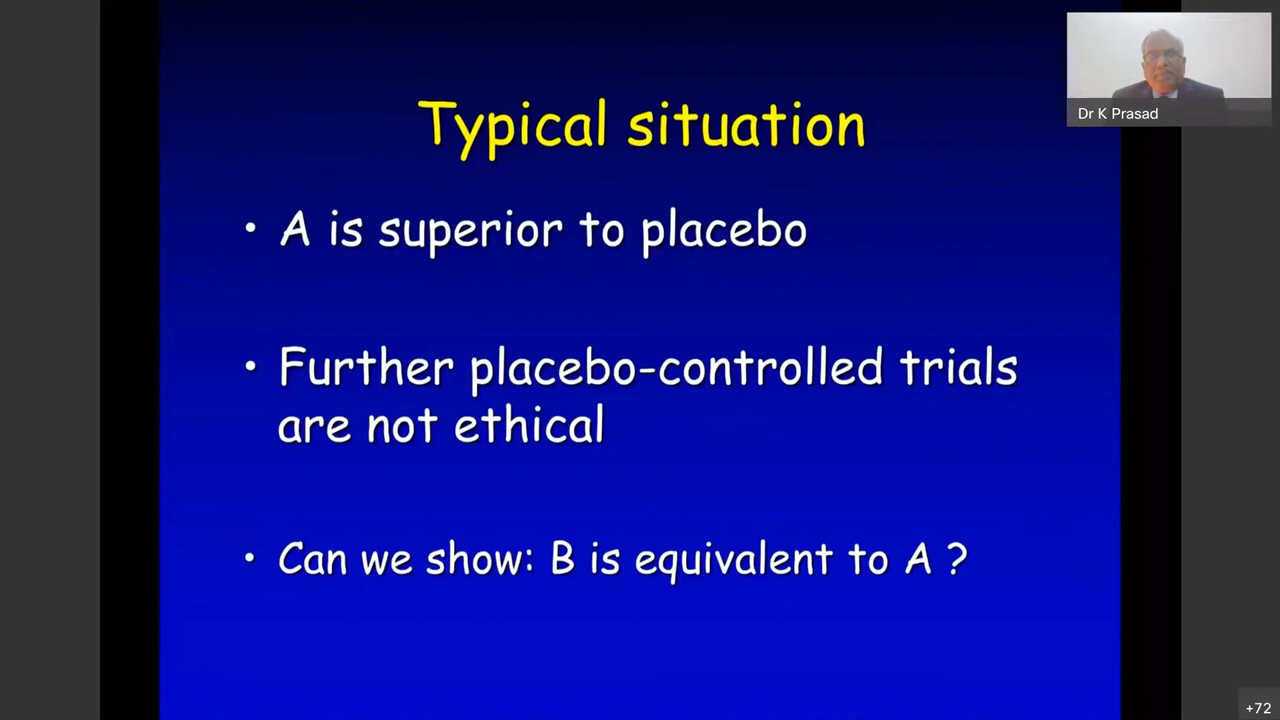 Typical situation
• A is superior to placebo
• Further placebo-controlled trials
are not ethical
• Can we show: B is equivalent to A ?
Dr K Prasad
+72